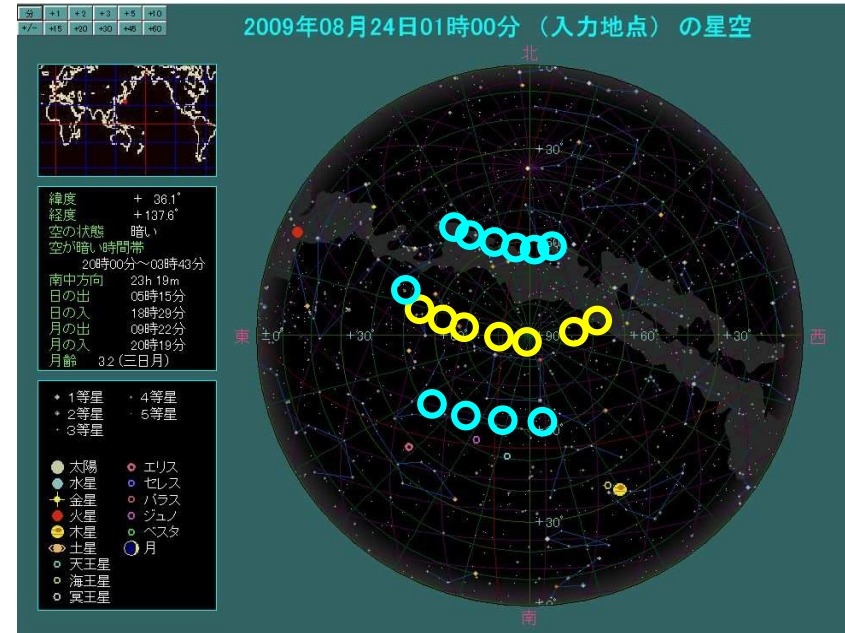 分 +1 +2 +3 +5 +10
+/- +15 +20 +30 +45 +60
2009年08月24日01時00分 （入力地点） の星空
北
+30
60
東
±0°
+30
+90
+60
+30
西
+30
南
緯度 + 36.1°
経度 +137.6°
空の状態 暗い
空が暗い時間帯
20時00分～03時43分
南中方向 23h 19m
日の出 05時15分
日の入 18時29分
月の出 09時22分
月の入 20時19分
月齢 3.2 (三日月)
1等星 4等星
2等星 5等星
3等星
太陽 エリス
水星 セレス
金星 パラス
火星 ジュノ
木星 ベスタ
土星 月
天王星
海王星
冥王星